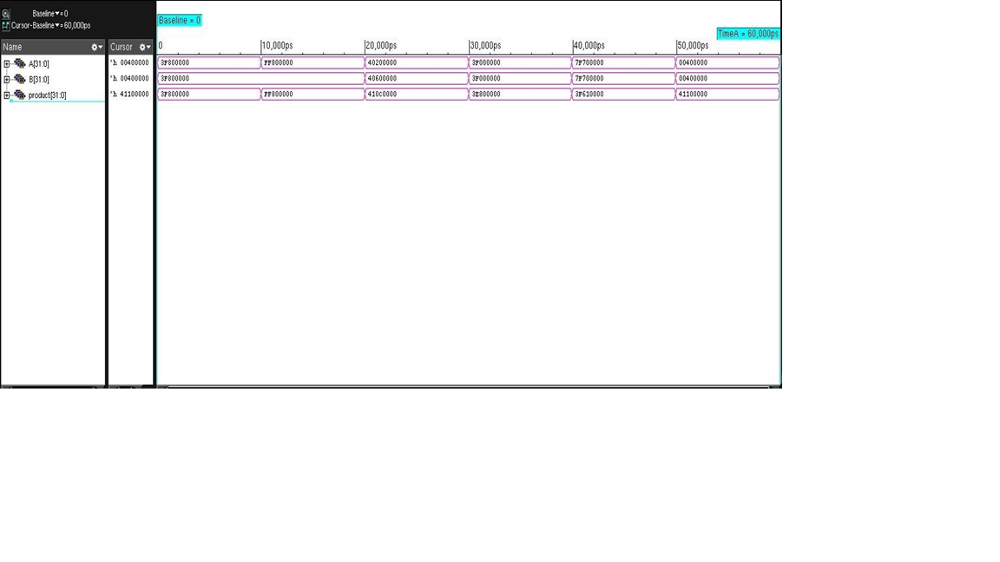 Baseline▼=0
Cursor-Baseline▼=60,000ps
Baseline = 0
TimeA = 60,000ps
Name Cursor 0 10,000ps 20,000ps 30,000ps 40,000ps 50,000ps
A[31:0] 'h 00400000 3F800000 FF800000 40200000 3F000000 7F700000 00400000
B[31:0] 'h 00400000 3F800000 40600000 3F000000 7F700000 00400000
product[31:0] 'h 41100000 3F800000 FF800000 410C0000 3E800000 3F610000 41100000